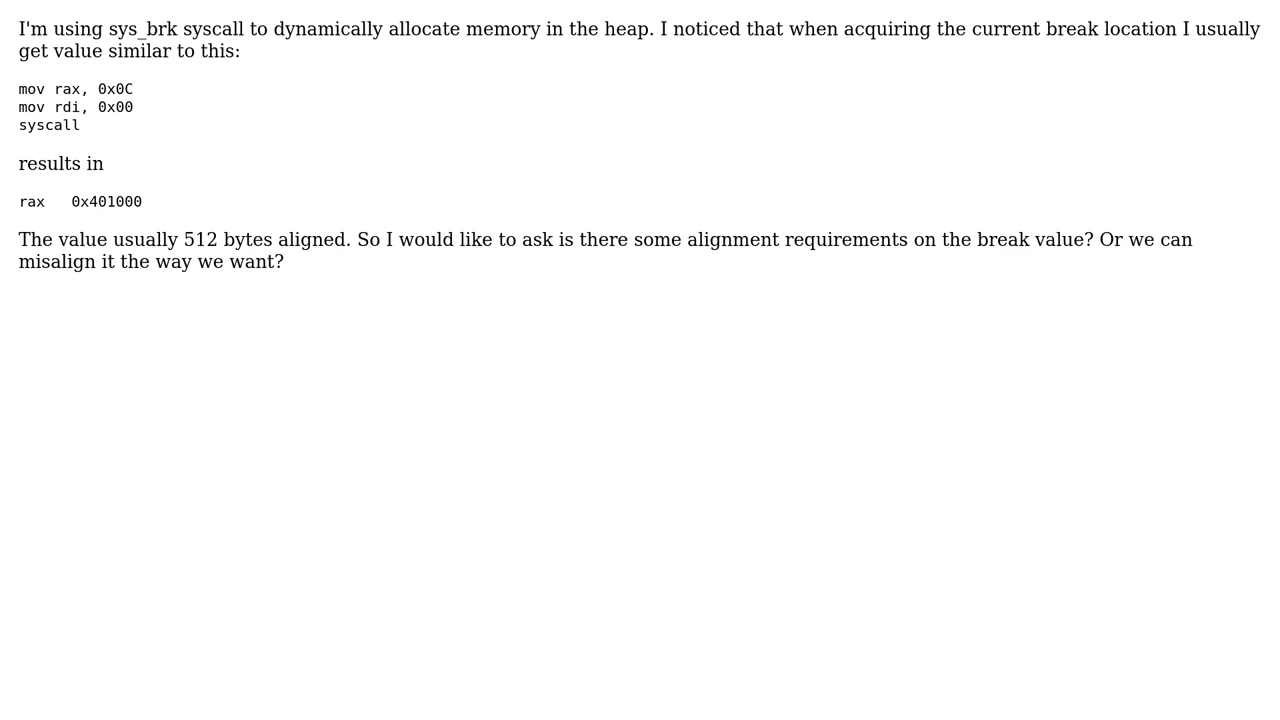 I'm using sys_brk syscall to dynamically allocate memory in the heap. I noticed that when acquiring the current break location I usually
get value similar to this:
mov rax, 0x0C
mov rdi, 0x00
syscall
results in
rax   0x401000
The value usually 512 bytes aligned. So I would like to ask is there some alignment requirements on the break value? Or we can
misalign it the way we want?